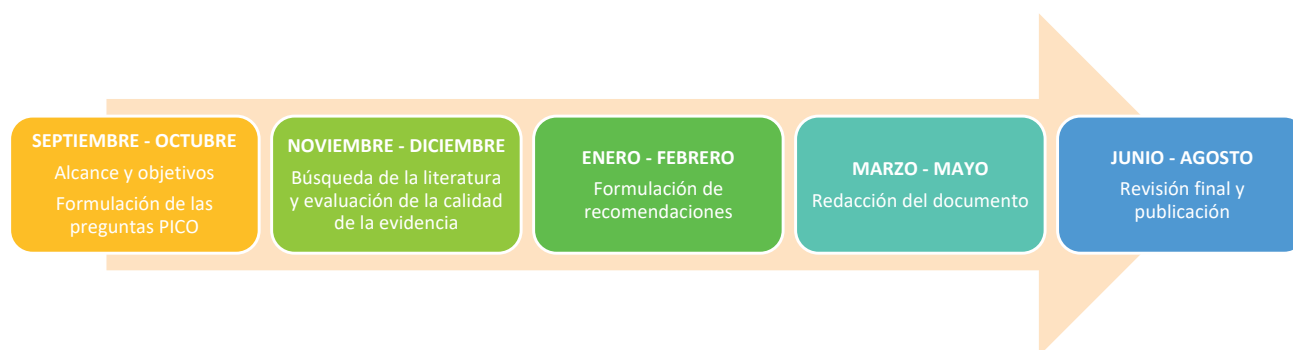 SEPTIEMBRE - OCTUBRE
Alcance y objetivos
Formulación de las
preguntas PICO
NOVIEMBRE - DICIEMBRE
Búsqueda de la literatura
y evaluación de la calidad
de la evidencia
ENERO - FEBRERO
Formulación de
recomendaciones
MARZO - MAYO
Redacción del documento
JUNIO - AGOSTO
Revisión final y
publicación